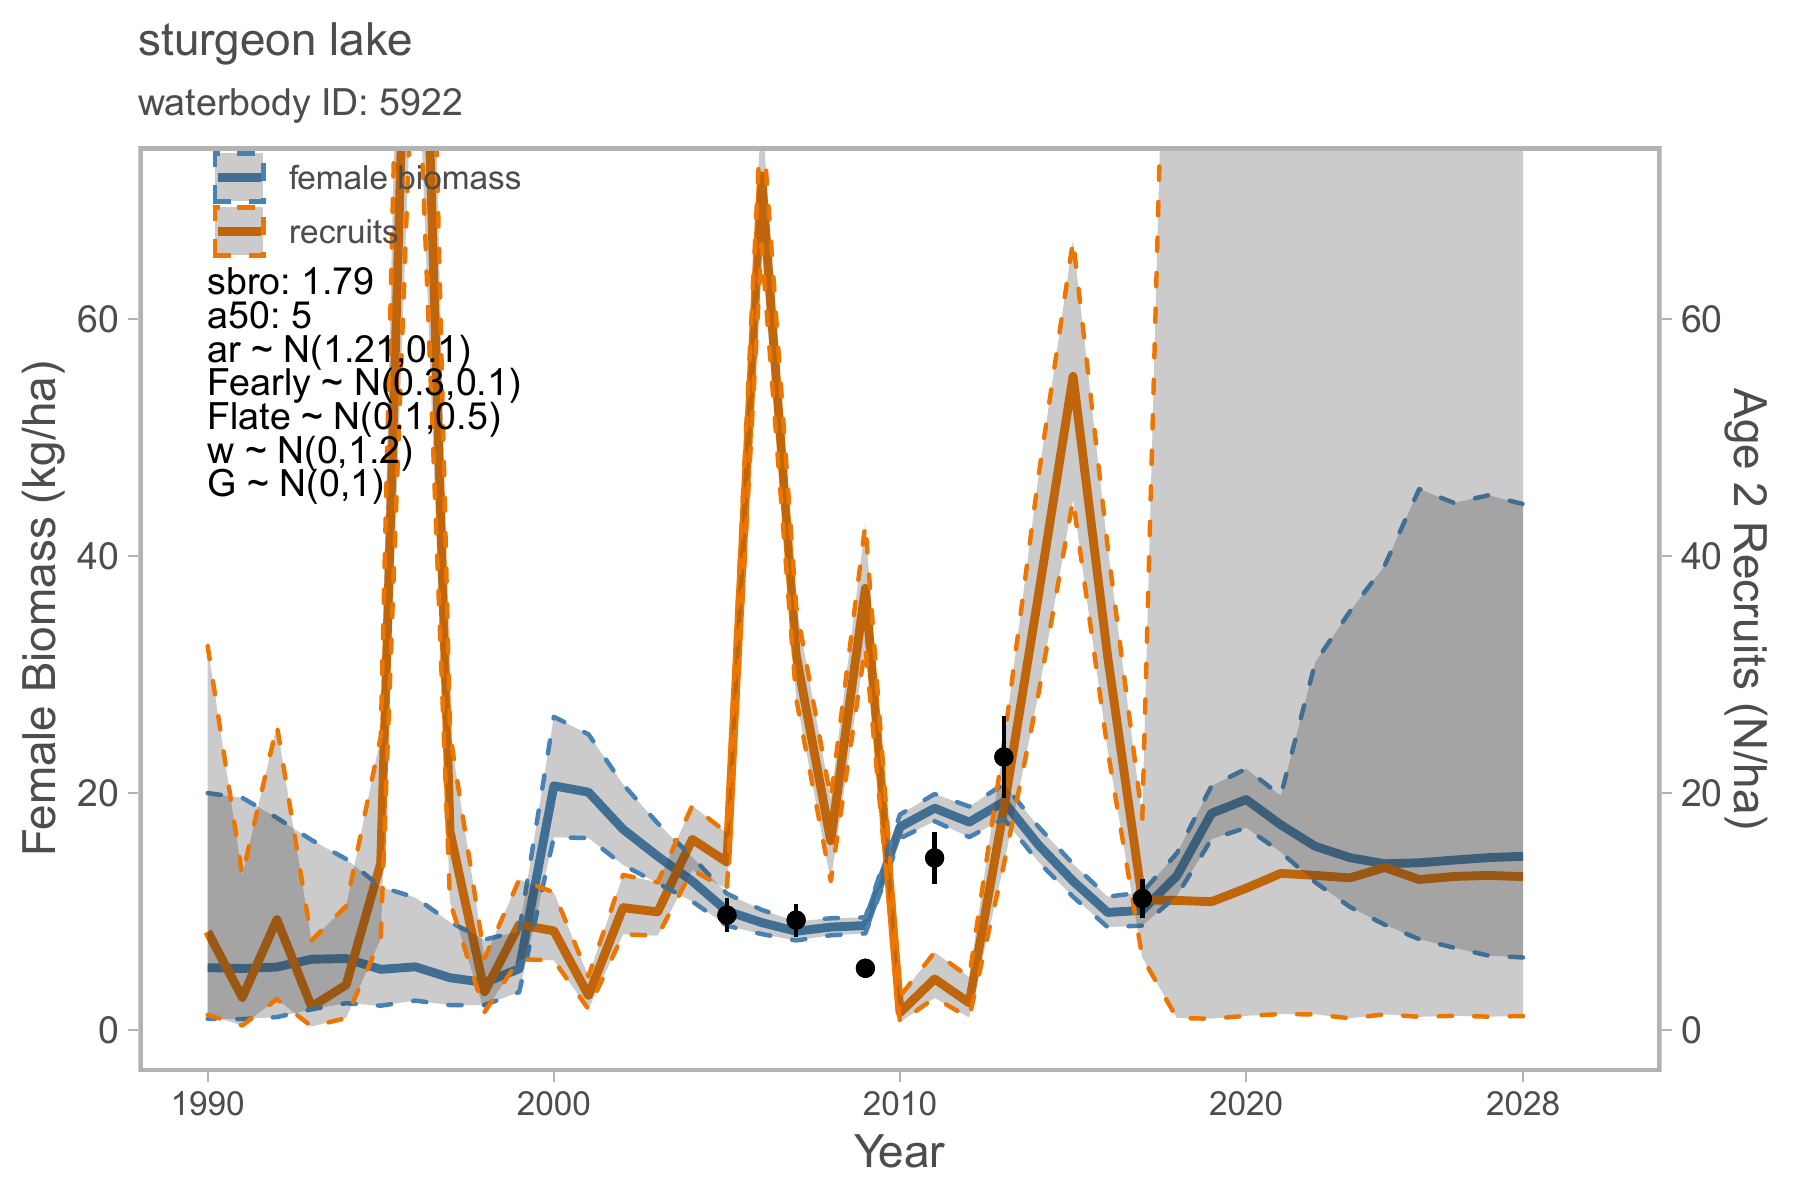 sturgeon lake
waterbody ID: 5922
female biomass
recruits
sbro: 1.79
a50: 5
ar ~ N(1.21,0.1)
Fearly ~ N(0.3,0.1)
Flate ~ N(0.1,0.5)
w ~ N(0,1.2)
G ~ N(0,1)
60
40
20
0
Female Biomass (kg/ha)
60
40
20
0
Age 2 Recruits (N/ha)
1990 2000 2010 2020 2028
Year